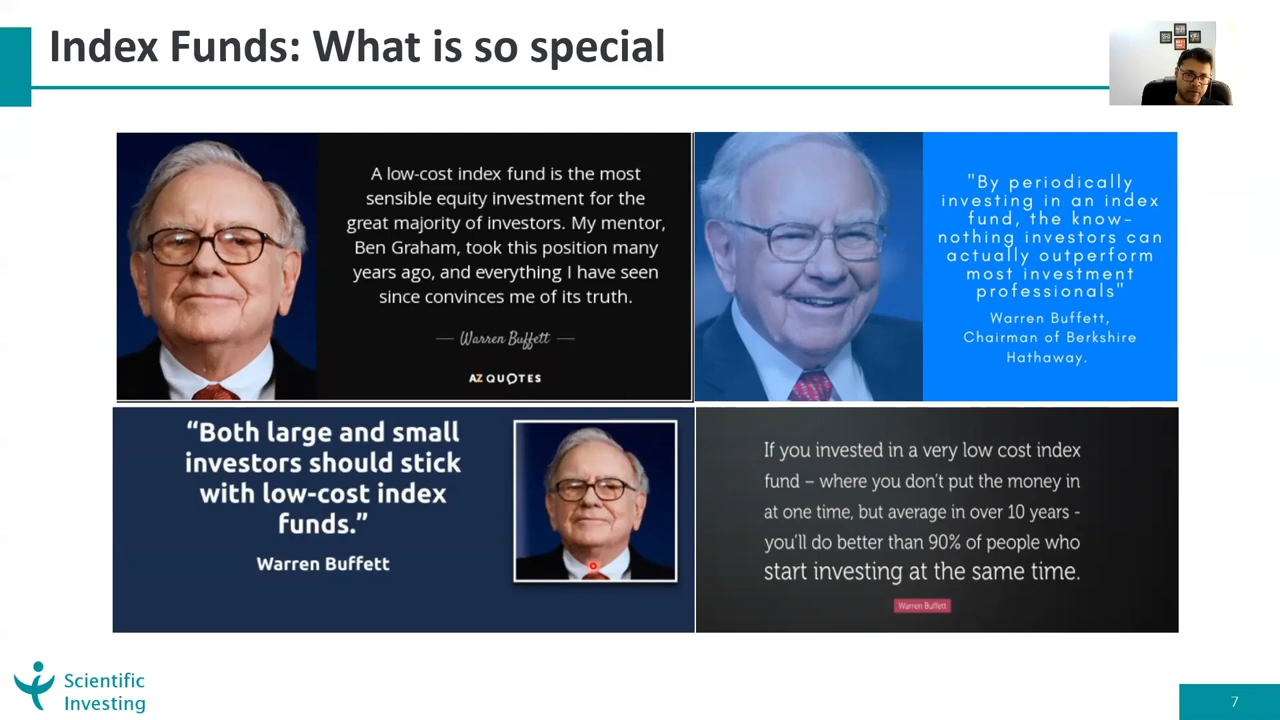 Index Funds: What is so special
A low-cost index fund is the most
sensible equity investment for the
great majority of investors. My mentor,
Ben Graham, took this position many
years ago, and everything I have seen
since convinces me of its truth.
Warren Buffett
AZ QUOTES
"By periodically
investing in an index
fund, the know-
nothing investors can
actually outperform
most investment
professionals"
Warren Buffett,
Chairman of Berkshire
Hathaway.
“Both large and small
investors should stick
with low-cost index
funds.”
Warren Buffett
If you invested in a very low cost index
fund – where you don’t put the money in
at one time, but average in over 10 years -
you’ll do better than 90% of people who
start investing at the same time.
Warren Buffett
Scientific
Investing
7